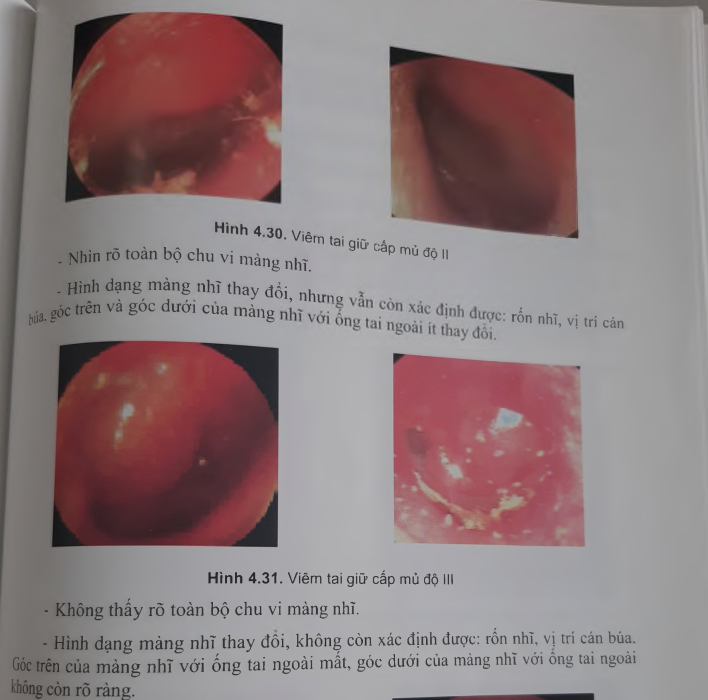 Hình 4.30. Viêm tai giữ cấp mủ độ II
- Nhìn rõ toàn bộ chu vi màng nhĩ.
- Hình dạng màng nhĩ thay đổi, nhưng vẫn còn xác định được: rốn nhĩ, vị trí cán
búa, góc trên và góc dưới của màng nhĩ với ống tai ngoài ít thay đổi.
Hình 4.31. Viêm tai giữ cấp mủ độ III
- Không thấy rõ toàn bộ chu vi màng nhĩ.
- Hình dạng màng nhĩ thay đổi, không còn xác định được: rốn nhĩ, vị trí cán búa.
Góc trên của màng nhĩ với ống tai ngoài mất, góc dưới của màng nhĩ với ống tai ngoài
không còn rõ ràng.